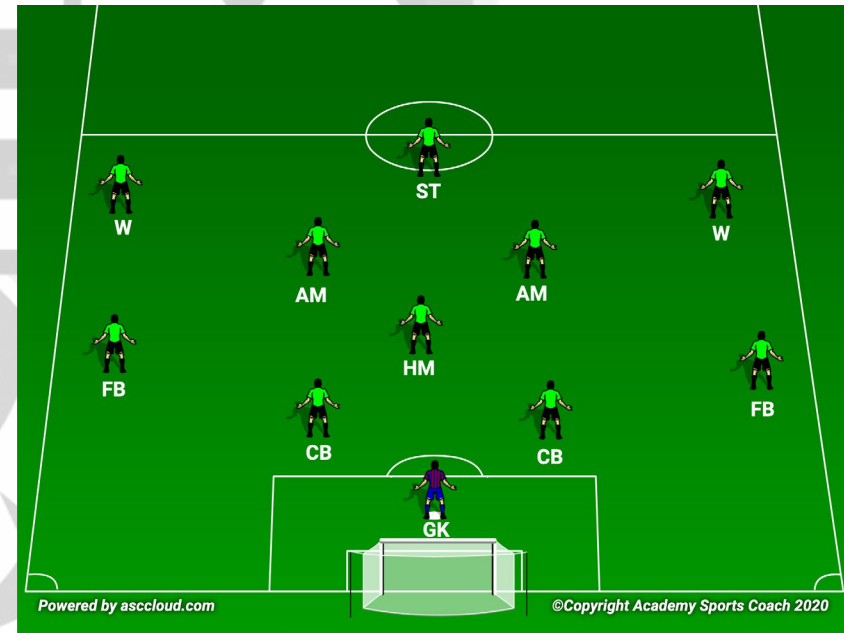 ST
W
W
AM
AM
HM
FB
FB
CB
CB
GK
Powered by asccloud.com
©Copyright Academy Sports Coach 2020